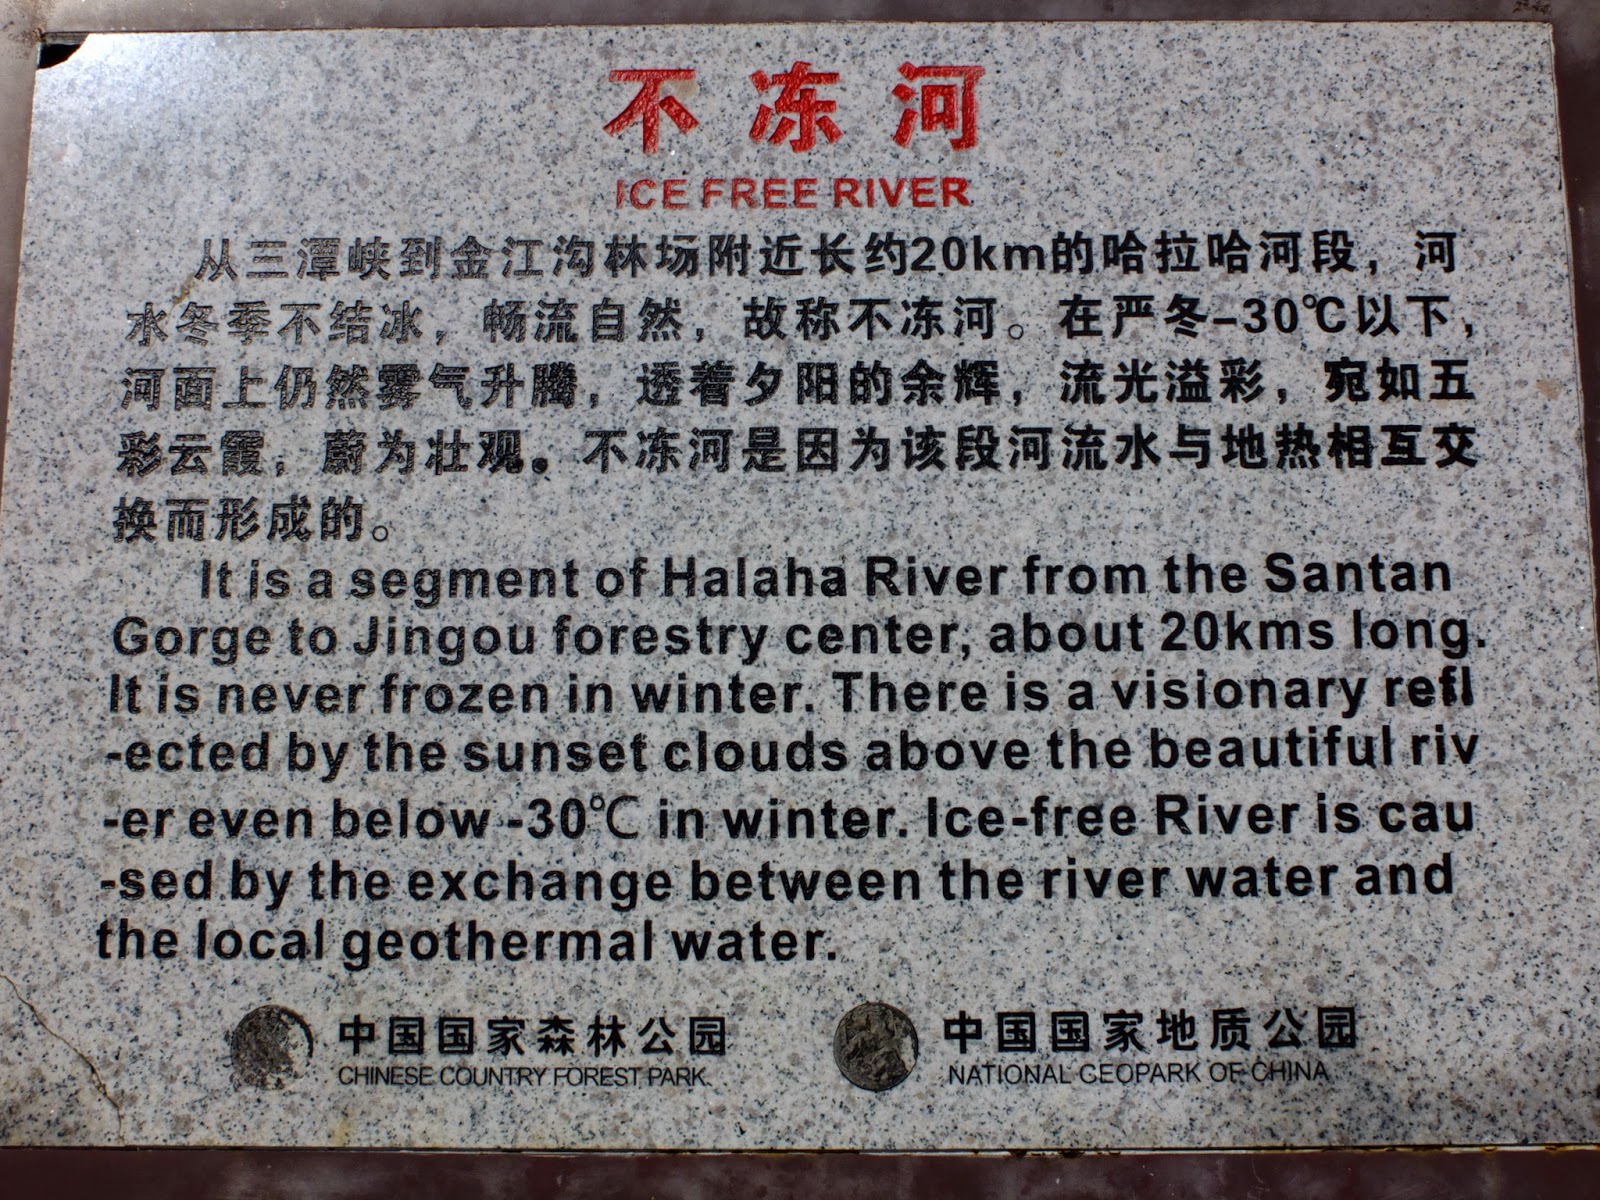 不冻河
ICE FREE RIVER
从三潭峡到金江沟林场附近长约20km的哈拉哈河段，河
水冬季不结冰，畅流自然，故称不冻河。在严冬-30℃以下，
河面上仍然雾气升腾，透着夕阳的余辉，流光溢彩，宛如五
彩云霞，蔚为壮观。不冻河是因为该段河流水与地热相互交
换而形成的。
It is a segment of Halaha River from the Santan
Gorge to Jingou forestry center, about 20kms long.
It is never frozen in winter. There is a visionary refl
-ected by the sunset clouds above the beautiful riv
-er even below -30℃ in winter. Ice-free River is cau
-sed by the exchange between the river water and
the local geothermal water.
中国国家森林公园
CHINESE COUNTRY FOREST PARK.
中国国家地质公园
NATIONAL GEOPARK OF CHINA